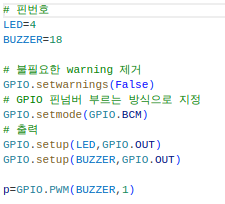 # 핀번호
LED=4
BUZZER=18
# 불필요한 warning 제거
GPIO.setwarnings(False)
# GPIO 핀넘버 부르는 방식으로 지정
GPIO.setmode(GPIO.BCM)
# 출력
GPIO.setup(LED,GPIO.OUT)
GPIO.setup(BUZZER,GPIO.OUT)
p=GPIO.PWM(BUZZER,1)